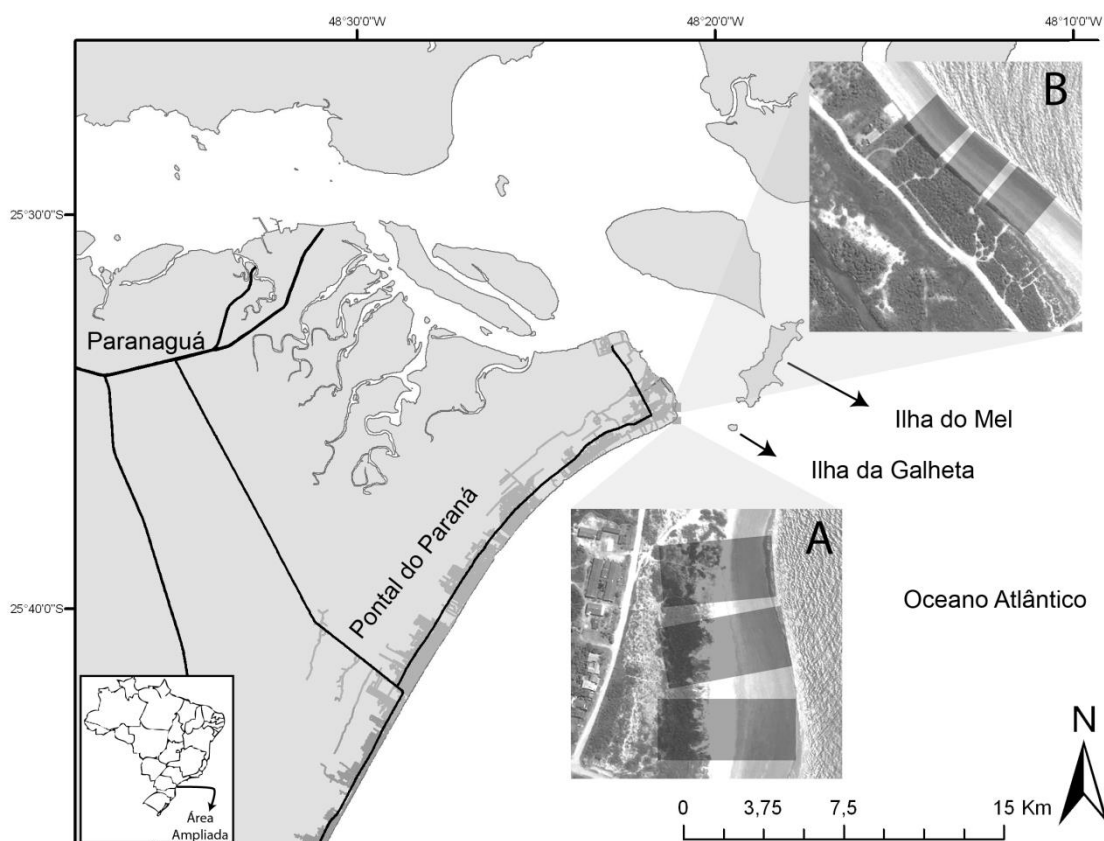 48°30'0"W
48°20'0"W
48°10'0"W
B
25°30'0"S
Paranaguá
Ilha do Mel
Ilha da Galheta
A
Pontal do Paraná
Oceano Atlântico
25°40'0"S
N
Área
Ampliada
0 3,75 7,5 15 Km